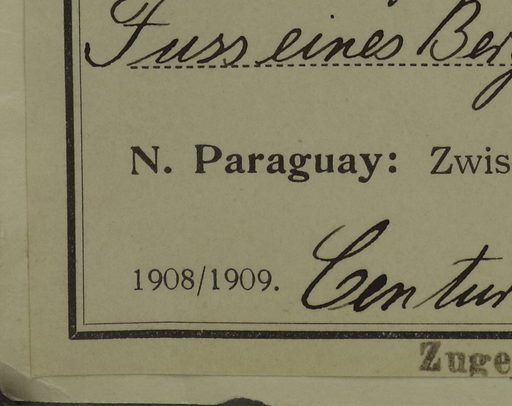 Fuss eines Ber
N. Paraguay: Zwis
1908/1909. Centur
Zuge